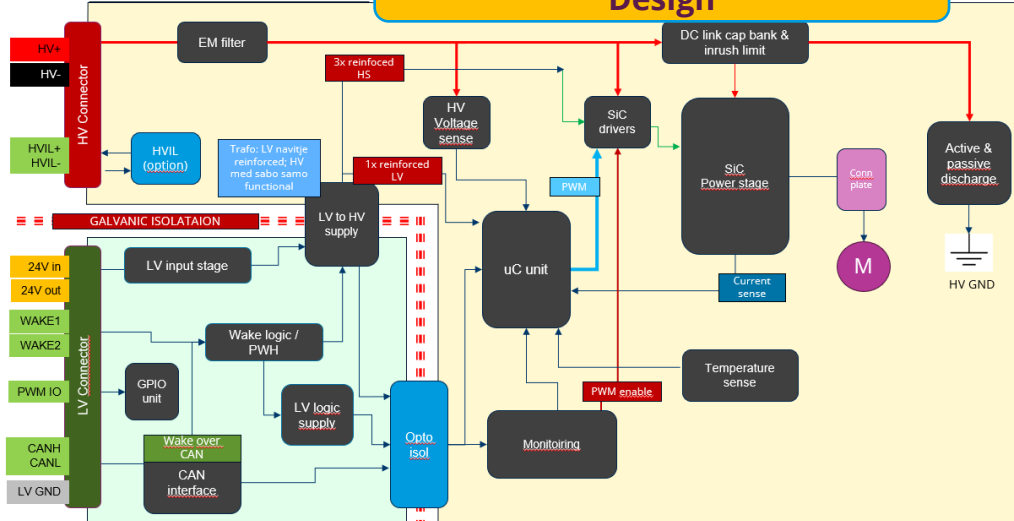 Design
HV+
HV-
HVIL+
HVIL-
HV Connector
EM filter
3x reinfoced
HS
DC link cap bank &
inrush limit
HV
Voltage
sense
SiC
drivers
HVIL
(option)
Trafo: LV navitje
reinforced; HV
med sabo samo
functional
1x reinforced
LV
PWM
SiC
Power stage
Conn
plate
Active &
passive
discharge
GALVANIC ISOLATAION
LV to HV
supply
uC unit
M
HV GND
Current
sense
24V in
24V out
WAKE1
WAKE2
PWM IO
CANH
CANL
LV GND
LV Connector
LV input stage
Wake logic /
PWH
GPIO
unit
LV logic
supply
Wake over
CAN
CAN
interface
Opto
isol
Temperature
sense
PWM enable
Monitoiring